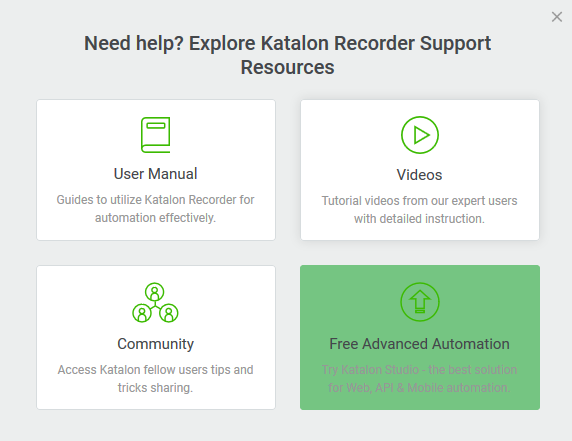 Need help? Explore Katalon Recorder Support
Resources
User Manual
Guides to utilize Katalon Recorder for
automation effectively.
Videos
Tutorial videos from our expert users
with detailed instruction.
Community
Access Katalon fellow users tips and
tricks sharing.
Free Advanced Automation
Try Katalon Studio - the best solution
for Web, API & Mobile automation.